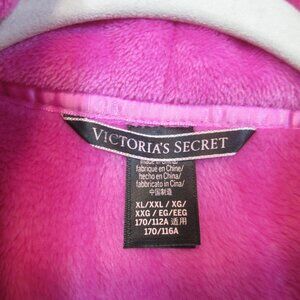 VICTORIA'S SECRET
made in China/
fabriqué en Chine/
hecho en China/
fabbricato in Cina/
中国制造
XL/XXL / XG/
XXG / EG/EEG
170/112A 适用
170/116A